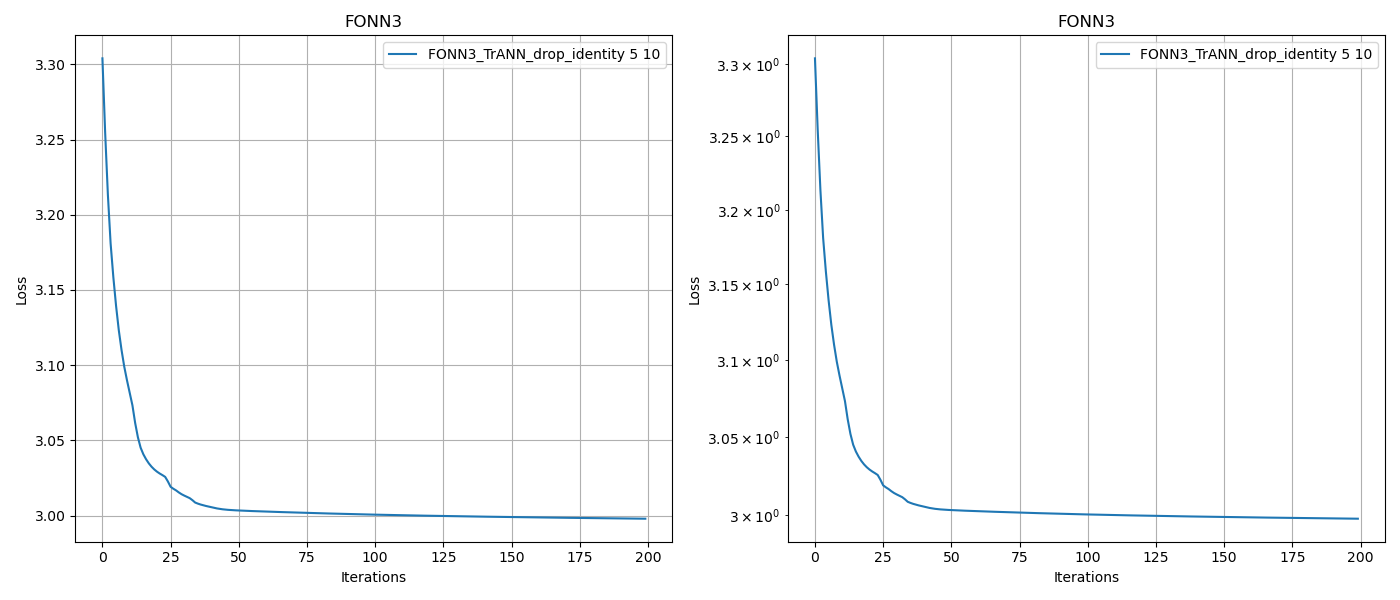 FONN3
FONN3_TrANN_drop_identity 5 10
3.30
3.25
3.20
3.15
3.10
3.05
3.00
Loss
0 25 50 75 100 125 150 175 200
Iterations
FONN3
FONN3_TrANN_drop_identity 5 10
3.3 × 10⁰
3.25 × 10⁰
3.2 × 10⁰
3.15 × 10⁰
3.1 × 10⁰
3.05 × 10⁰
3 × 10⁰
Loss
0 25 50 75 100 125 150 175 200
Iterations